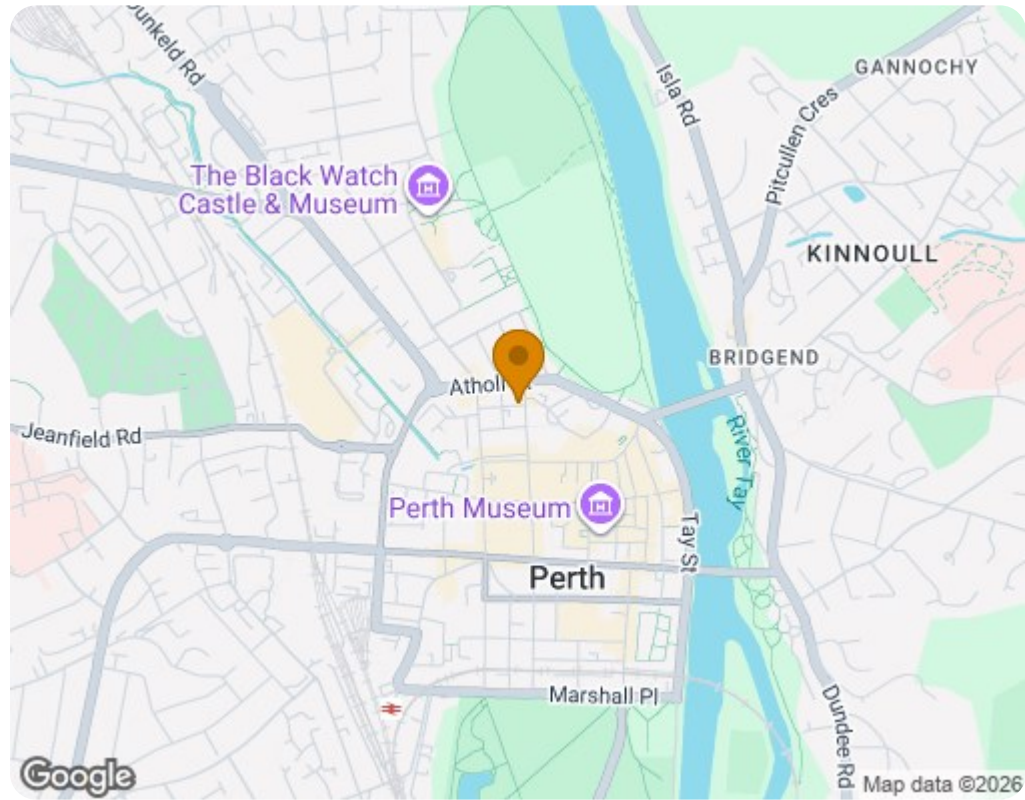 Dunkeld Rd
Isla Rd
GANNOCHY
Pitcullen Cres
The Black Watch
Castle & Museum
KINNOULL
BRIDGEND
Atholl
Jeanfield Rd
River Tay
Perth Museum
Tay St
Perth
Marshall Pl
Dundee Rd
Google
Map data ©2026